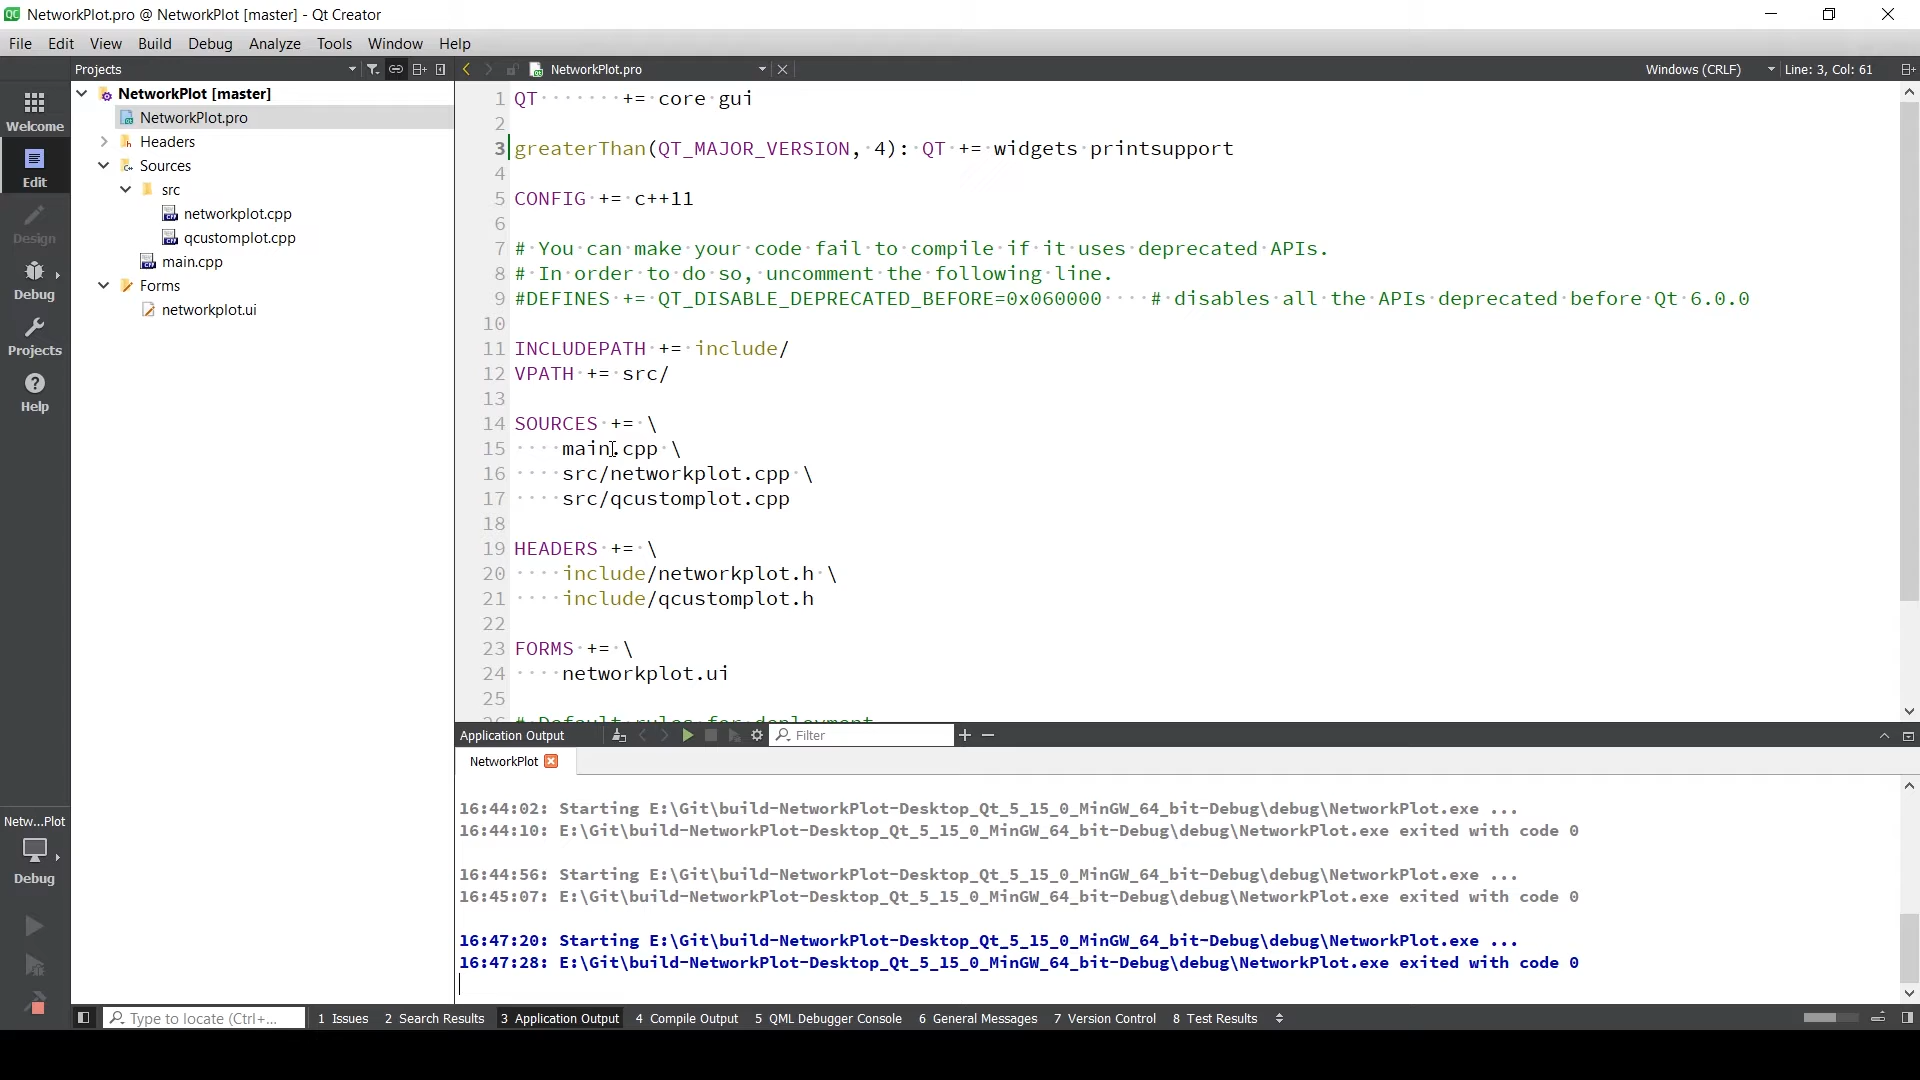 NetworkPlot.pro @ NetworkPlot [master] - Qt Creator
File Edit View Build Debug Analyze Tools Window Help
Projects NetworkPlot.pro Windows (CRLF) Line: 3, Col: 61
Welcome
Edit
Design
Debug
Projects
Help
Netw...Plot
Debug
NetworkPlot [master]
NetworkPlot.pro
Headers
Sources
src
networkplot.cpp
qcustomplot.cpp
main.cpp
Forms
networkplot.ui
1 QT       += core gui
2
3 greaterThan(QT_MAJOR_VERSION, 4): QT += widgets printsupport
4
5 CONFIG += c++11
6
7 # You can make your code fail to compile if it uses deprecated APIs.
8 # In order to do so, uncomment the following line.
9 #DEFINES += QT_DISABLE_DEPRECATED_BEFORE=0x060000    # disables all the APIs deprecated before Qt 6.0.0
10
11 INCLUDEPATH += include/
12 VPATH += src/
13
14 SOURCES += \
15     main.cpp \
16     src/networkplot.cpp \
17     src/qcustomplot.cpp
18
19 HEADERS += \
20     include/networkplot.h \
21     include/qcustomplot.h
22
23 FORMS += \
24     networkplot.ui
25
26 # Default rules for deployment.
Application Output Filter
NetworkPlot
16:44:02: Starting E:\Git\build-NetworkPlot-Desktop_Qt_5_15_0_MinGW_64_bit-Debug\debug\NetworkPlot.exe ...
16:44:10: E:\Git\build-NetworkPlot-Desktop_Qt_5_15_0_MinGW_64_bit-Debug\debug\NetworkPlot.exe exited with code 0
16:44:56: Starting E:\Git\build-NetworkPlot-Desktop_Qt_5_15_0_MinGW_64_bit-Debug\debug\NetworkPlot.exe ...
16:45:07: E:\Git\build-NetworkPlot-Desktop_Qt_5_15_0_MinGW_64_bit-Debug\debug\NetworkPlot.exe exited with code 0
16:47:20: Starting E:\Git\build-NetworkPlot-Desktop_Qt_5_15_0_MinGW_64_bit-Debug\debug\NetworkPlot.exe ...
16:47:28: E:\Git\build-NetworkPlot-Desktop_Qt_5_15_0_MinGW_64_bit-Debug\debug\NetworkPlot.exe exited with code 0
Type to locate (Ctrl+... 1 Issues 2 Search Results 3 Application Output 4 Compile Output 5 QML Debugger Console 6 General Messages 7 Version Control 8 Test Results